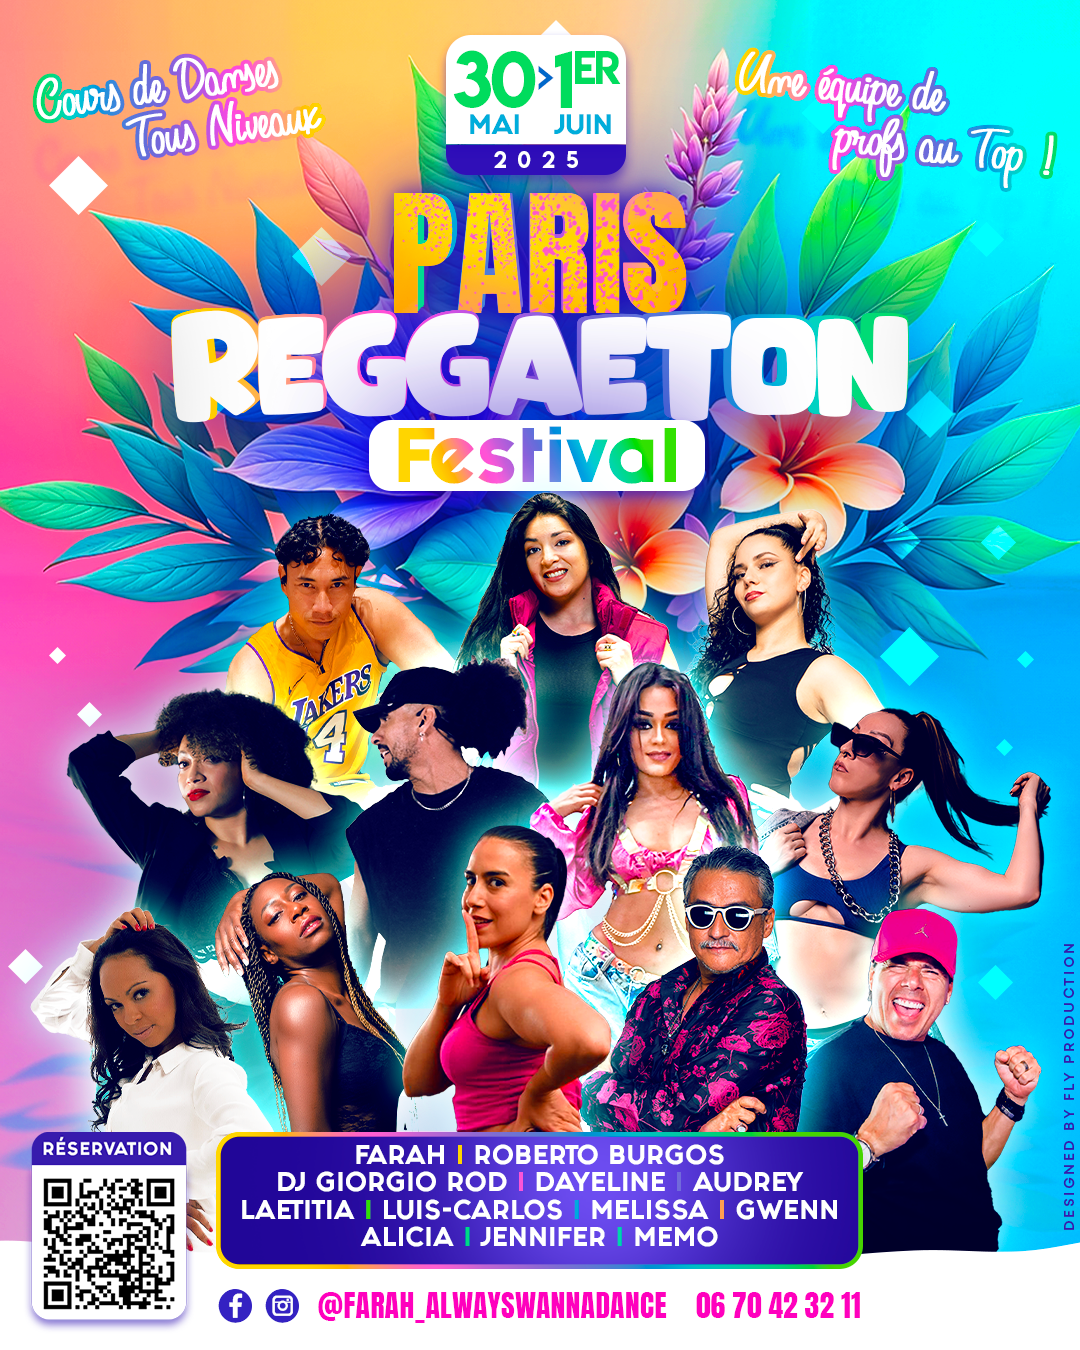 Cours de Danses
Tous Niveaux
30 > 1ER
MAI JUIN
2025
Une équipe de
profs au Top !
PARIS
REGGAETON
Festival
LAKERS
4
RÉSERVATION
FARAH | ROBERTO BURGOS
DJ GIORGIO ROD | DAYELINE | AUDREY
LAETITIA | LUIS-CARLOS | MELISSA | GWENN
ALICIA | JENNIFER | MEMO
@FARAH_ALWAYSWANNADANCE 06 70 42 32 11
DESIGNED BY FLY PRODUCTION